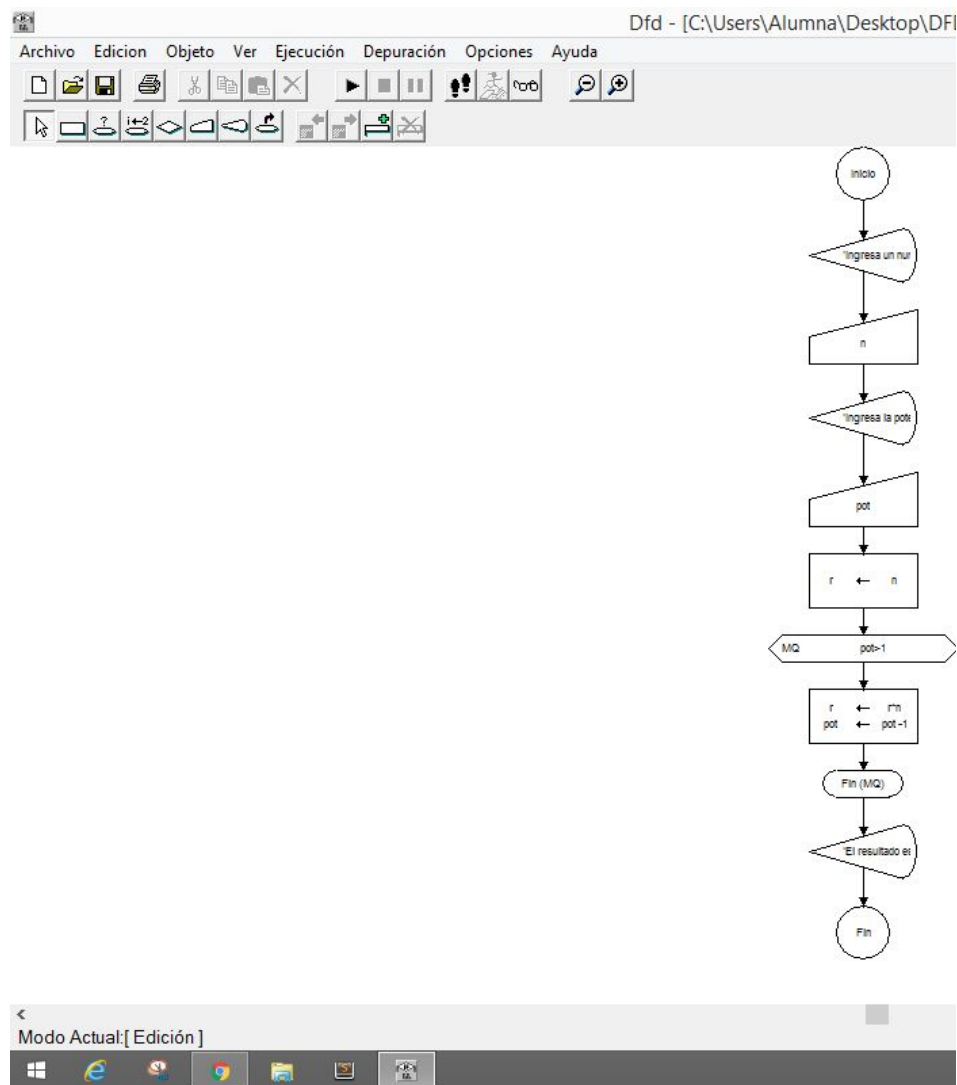 Dfd - [C:\Users\Alumna\Desktop\DF
Archivo Edicion Objeto Ver Ejecución Depuración Opciones Ayuda
Inicio
"Ingresa un nur
n
"Ingresa la pote
pot
r ← n
MQ pot>1
r ← r*n
pot ← pot -1
Fin (MQ)
"El resultado es
Fin
Modo Actual:[ Edición ]